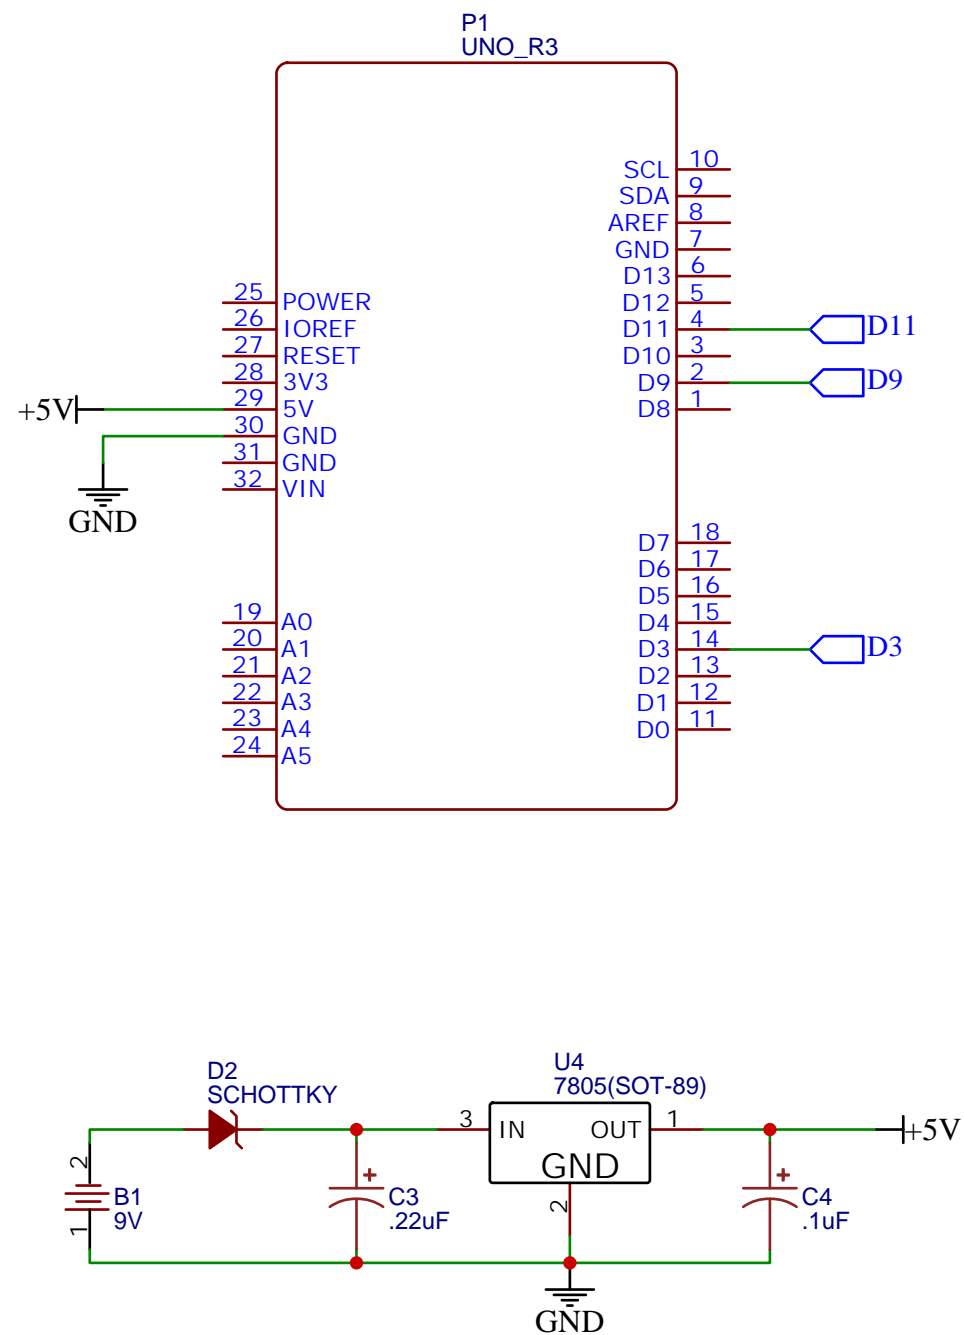 P1
UNO_R3
SCL 10
SDA 9
AREF 8
GND 7
D13 6
D12 5
D11 4
D10 3
D9 2
D8 1
D11
D9
25 POWER
26 IOREF
27 RESET
28 3V3
29 5V
30 GND
31 GND
32 VIN
+5V
GND
D7 18
D6 17
D5 16
D4 15
D3 14
D2 13
D1 12
D0 11
D3
19 A0
20 A1
21 A2
22 A3
23 A4
24 A5
D2
SCHOTTKY
U4
7805(SOT-89)
3 IN OUT 1
GND
2
+5V
2
B1
9V
1
C3
.22uF
C4
.1uF
GND